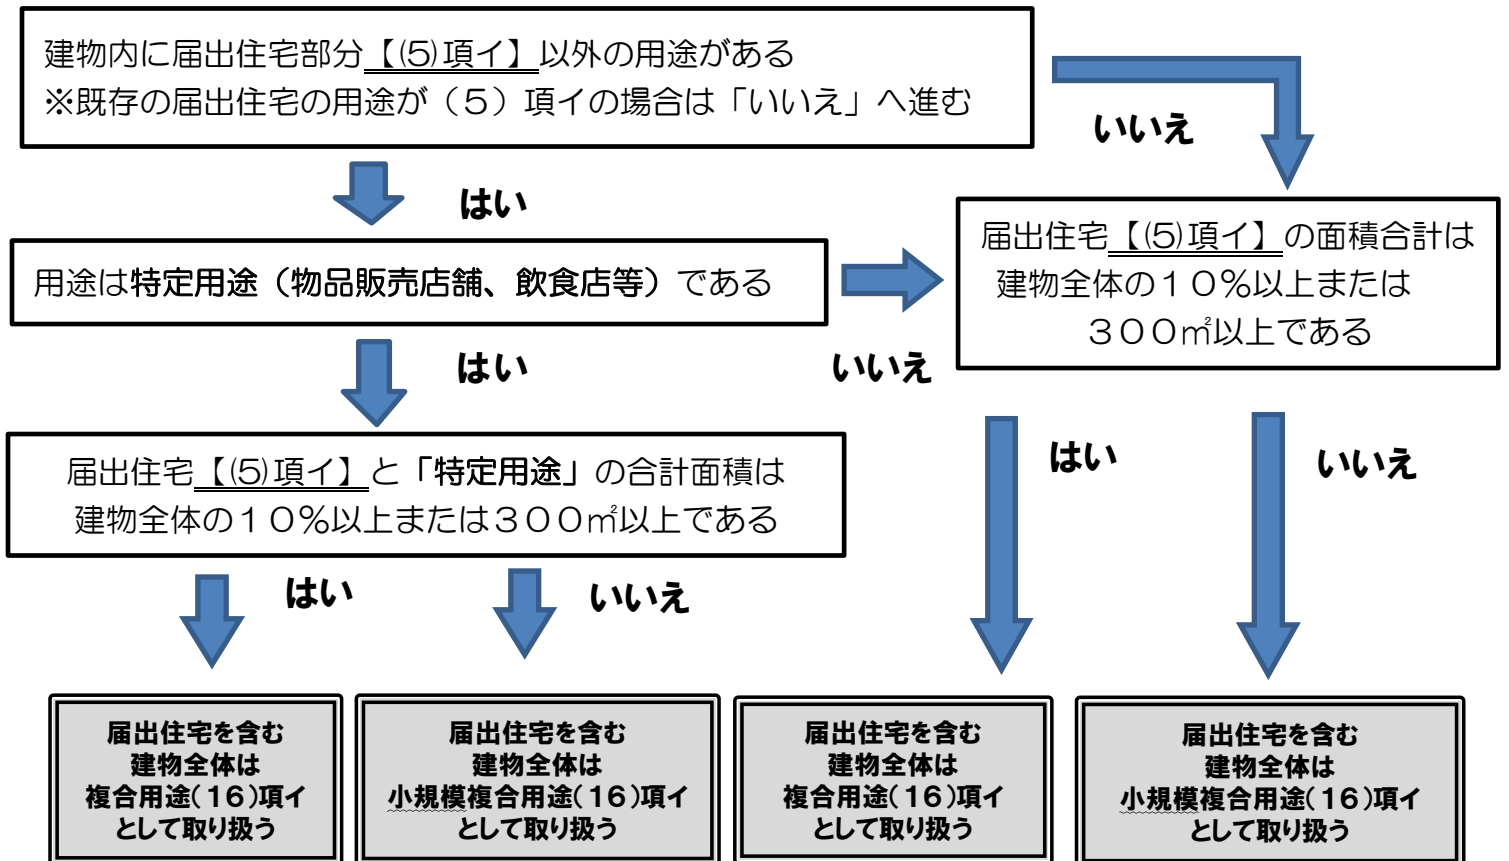 建物内に届出住宅部分【⑸項イ】以外の用途がある
※既存の届出住宅の用途が（５）項イの場合は「いいえ」へ進む
いいえ
はい
用途は特定用途（物品販売店舗、飲食店等）である
届出住宅【⑸項イ】の面積合計は
建物全体の１０％以上または
３００㎡以上である
はい
いいえ
届出住宅【⑸項イ】と「特定用途」の合計面積は
建物全体の１０％以上または３００㎡以上である
はい
いいえ
はい
いいえ
届出住宅を含む
建物全体は
複合用途（１６）項イ
として取り扱う
届出住宅を含む
建物全体は
小規模複合用途（１６）項イ
として取り扱う
届出住宅を含む
建物全体は
複合用途（１６）項イ
として取り扱う
届出住宅を含む
建物全体は
小規模複合用途（１６）項イ
として取り扱う